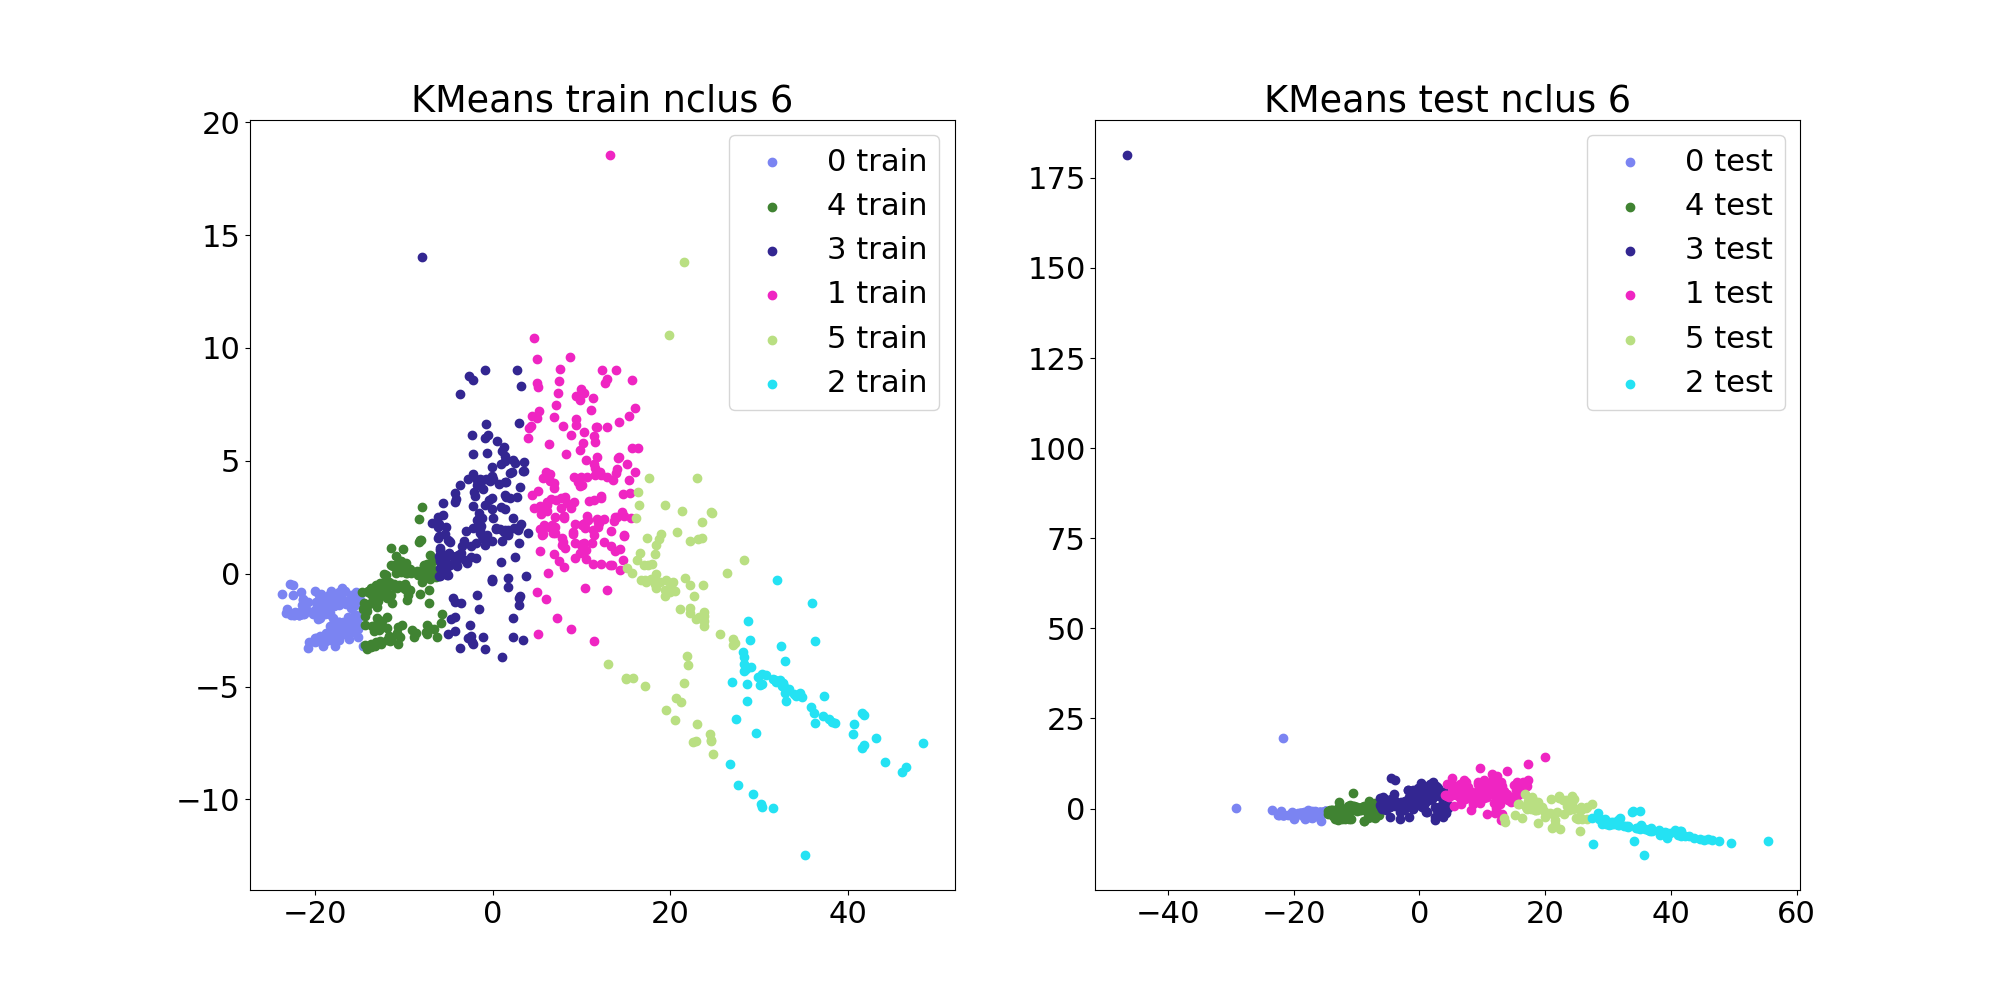 KMeans train nclus 6
20
15
10
5
0
−5
−10
−20
0
20
40
0 train
4 train
3 train
1 train
5 train
2 train
KMeans test nclus 6
175
150
125
100
75
50
25
0
−40
−20
0
20
40
60
0 test
4 test
3 test
1 test
5 test
2 test